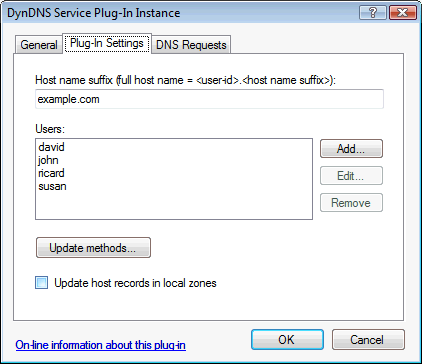 DynDNS Service Plug-In Instance
General Plug-In Settings DNS Requests
Host name suffix (full host name = <user-id>.<host name suffix>):
example.com
Users:
david
john
ricard
susan
Add...
Edit...
Remove
Update methods...
Update host records in local zones
On-line information about this plug-in
OK
Cancel